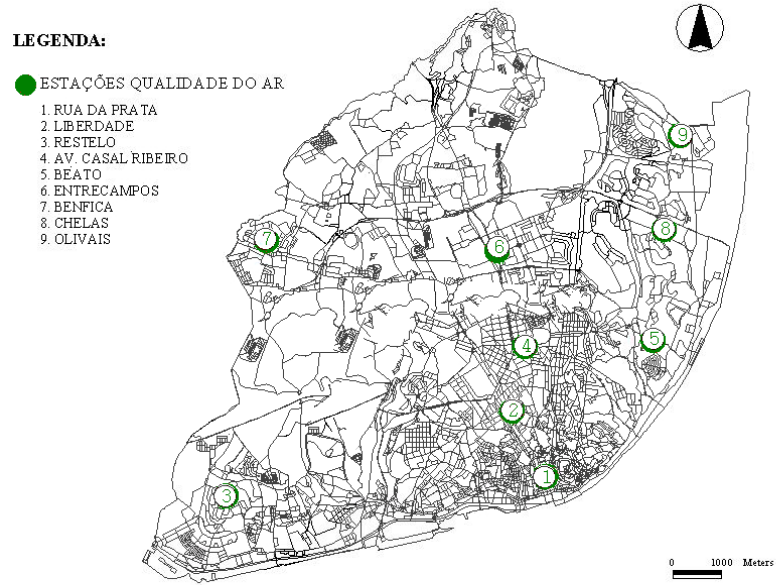 LEGENDA:
ESTAÇÕES QUALIDADE DO AR
1. RUA DA PRATA
2. LIBERDADE
3. RESTELO
4. AV. CASAL RIBEIRO
5. BEATO
6. ENTRECAMPOS
7. BENFICA
8. CHELAS
9. OLIVAIS
9
8
7
6
5
4
2
1
3
0 1000 Meters